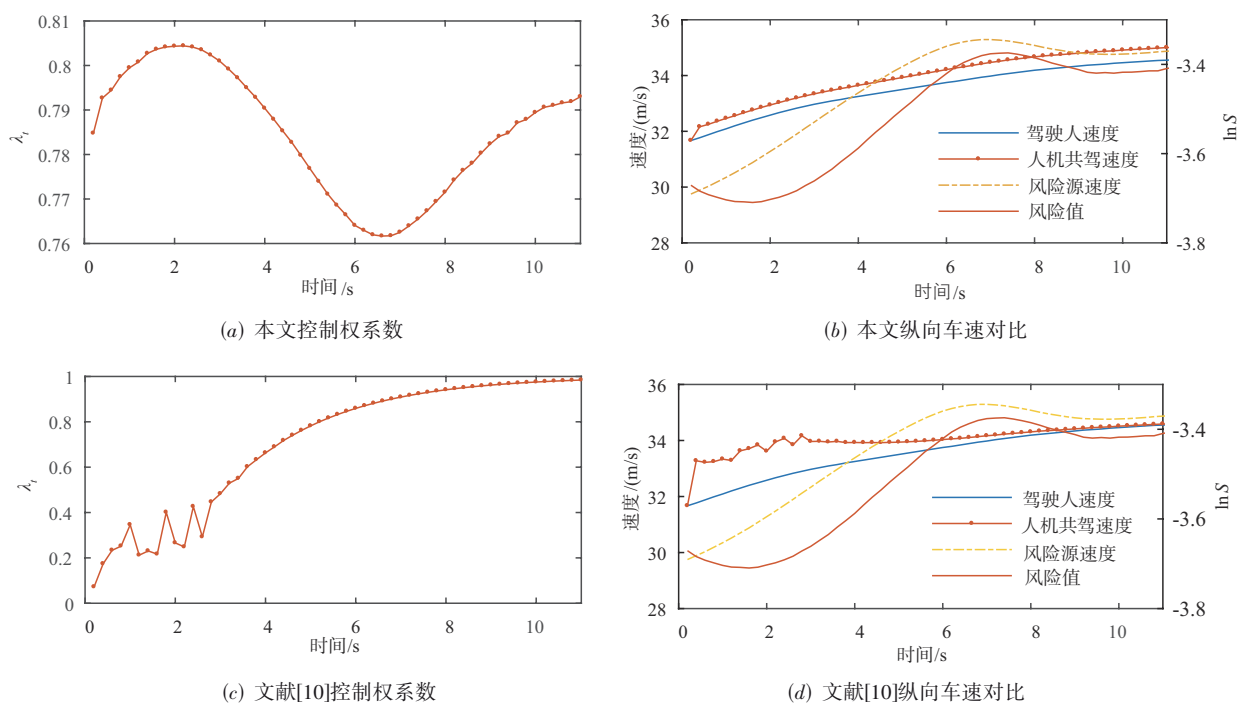 0.81
0.8
0.79
0.78
0.77
0.76
λt
0 2 4 6 8 10
时间/s
(a) 本文控制权系数
36
34
32
30
28
速度/(m/s)
-3.4
-3.6
-3.8
ln S
驾驶人速度
人机共驾速度
风险源速度
风险值
0 2 4 6 8 10
时间/s
(b) 本文纵向车速对比
1
0.8
0.6
0.4
0.2
0
λt
0 2 4 6 8 10
时间/s
(c) 文献[10]控制权系数
36
34
32
30
28
速度/(m/s)
-3.4
-3.6
-3.8
ln S
驾驶人速度
人机共驾速度
风险源速度
风险值
0 2 4 6 8 10
时间/s
(d) 文献[10]纵向车速对比